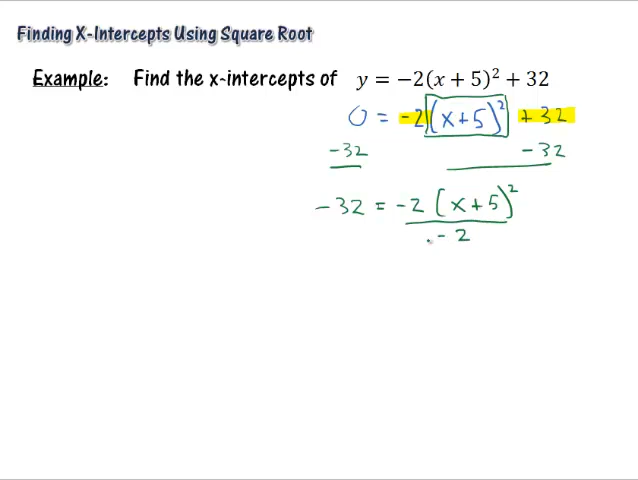 Finding X-Intercepts Using Square Root
Example: Find the x-intercepts of y = −2(x + 5)² + 32
0 = -2(x+5)² +32
-32 -32
-32 = -2 (x+5)²
-2